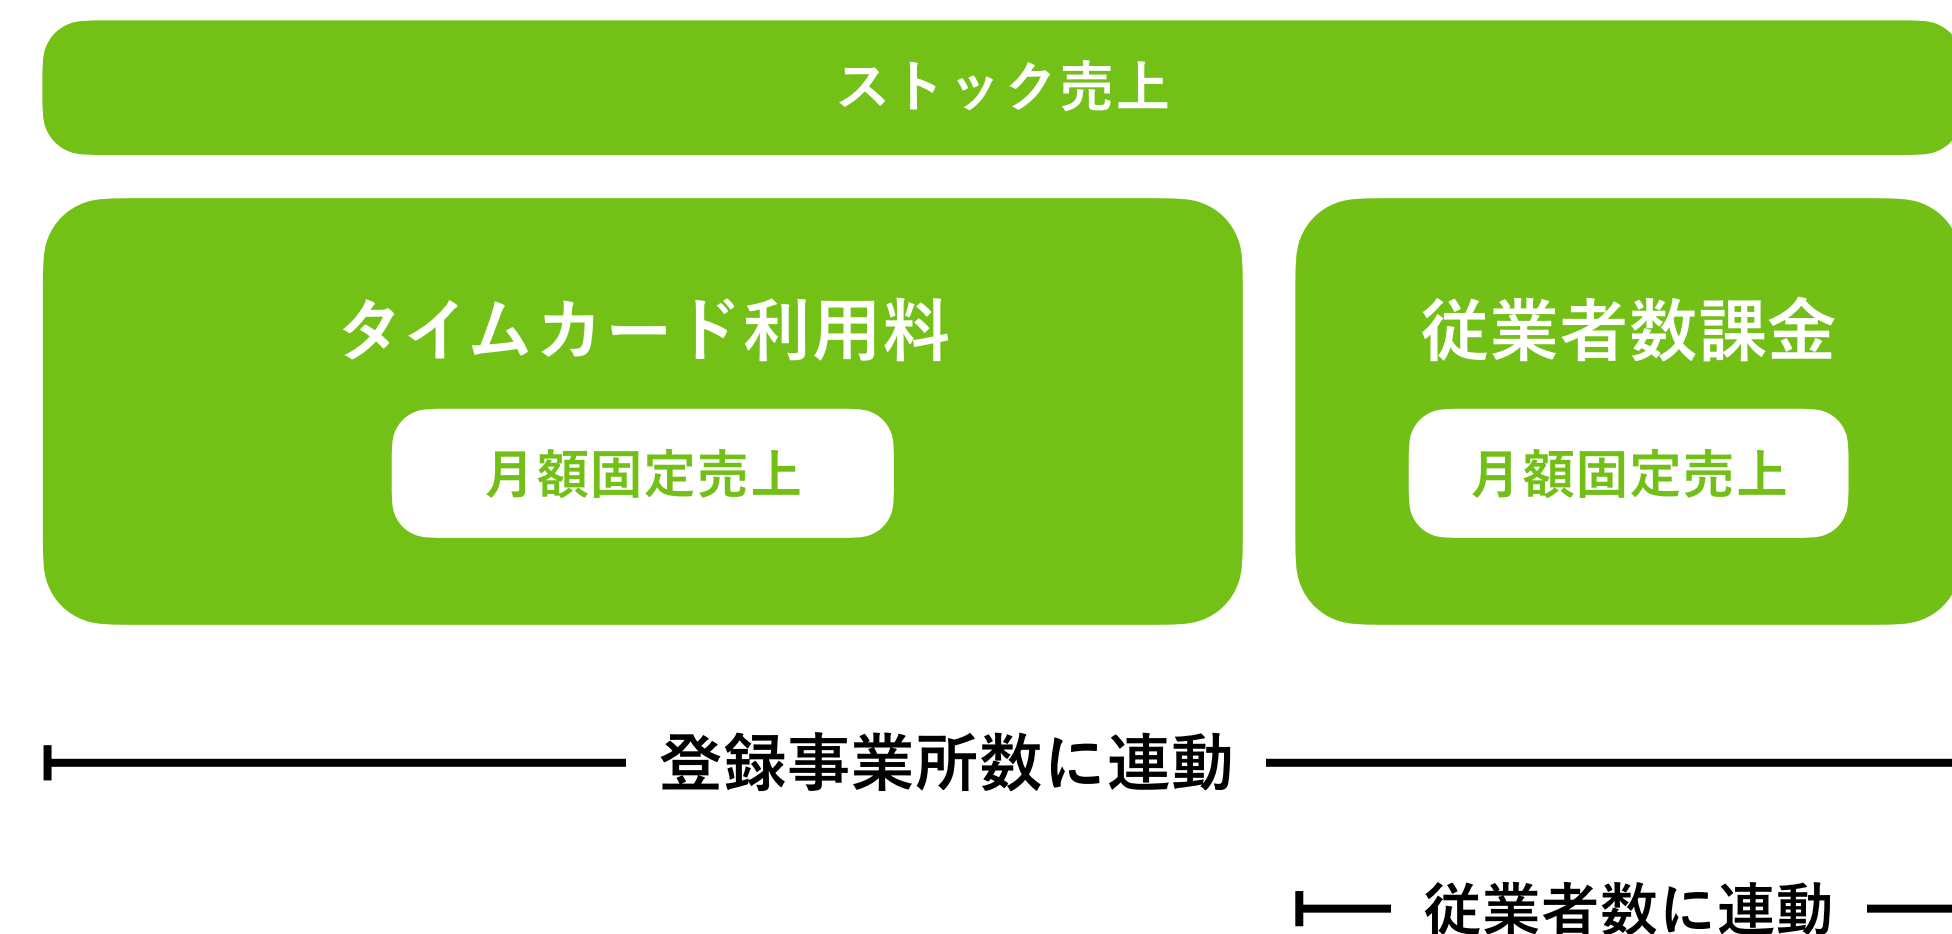 ストック売上
タイムカード利用料
従業者数課金
月額固定売上
月額固定売上
登録事業所数に連動
従業者数に連動